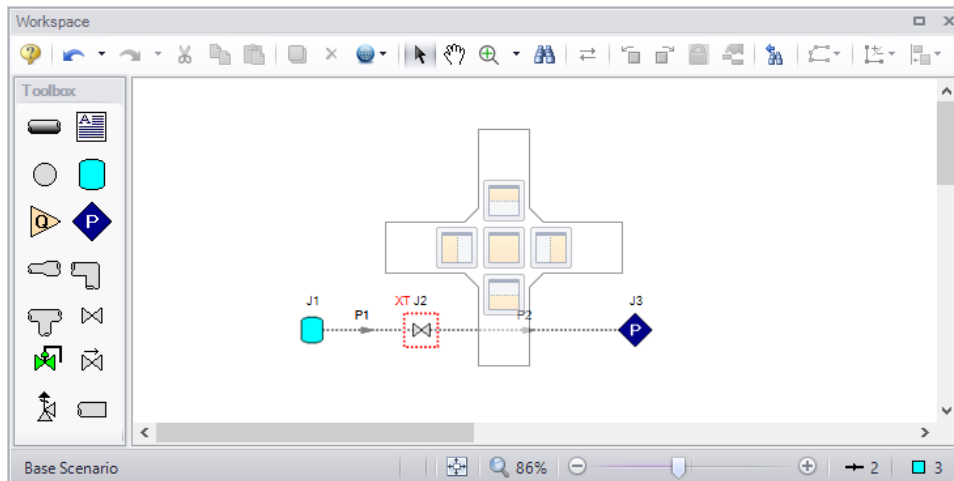 Workspace
Toolbox
A
Q
P
J1
P1
XT J2
P2
J3
P
Base Scenario
86%
2
3